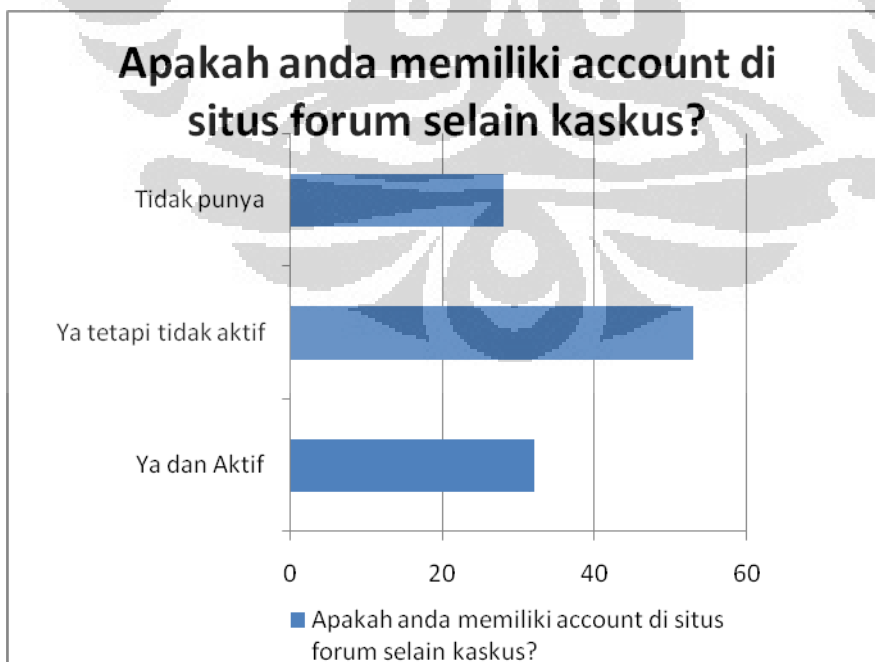 Apakah anda memiliki account di
situs forum selain kaskus?
Tidak punya
Ya tetapi tidak aktif
Ya dan Aktif
0 20 40 60
Apakah anda memiliki account di situs
forum selain kaskus?